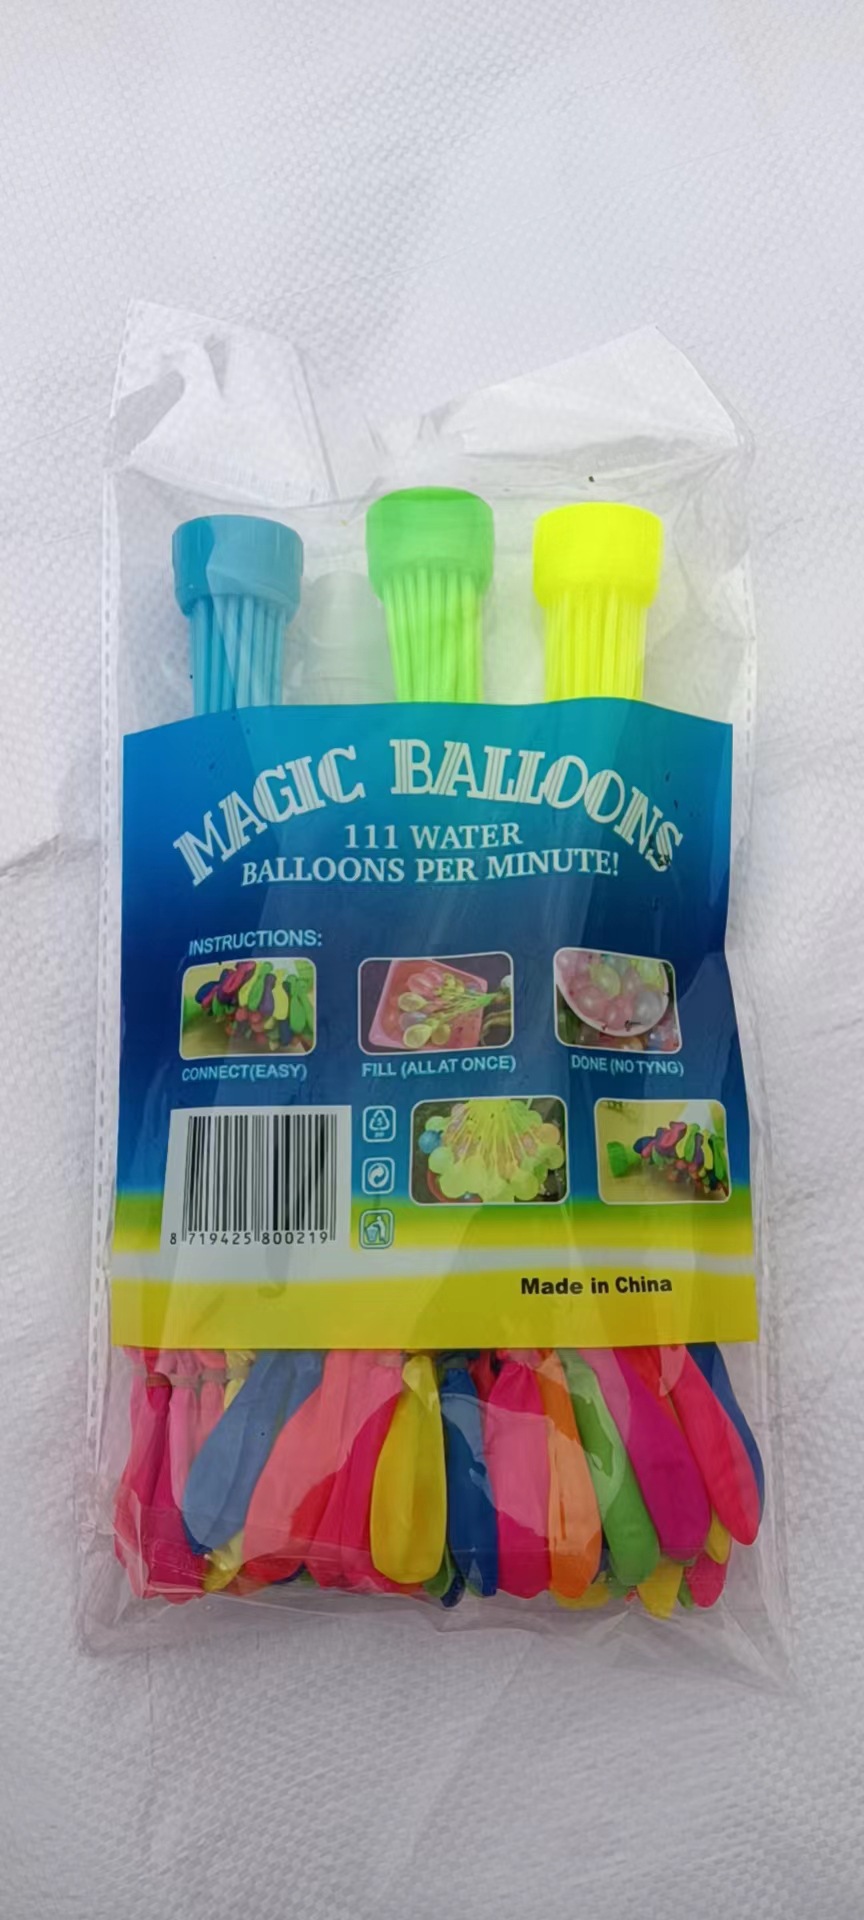 MAGIC BALLOONS
111 WATER
BALLOONS PER MINUTE!
INSTRUCTIONS:
CONNECT(EASY)
FILL (ALL AT ONCE)
DONE (NO TYNG)
8 719425 800219
Made in China